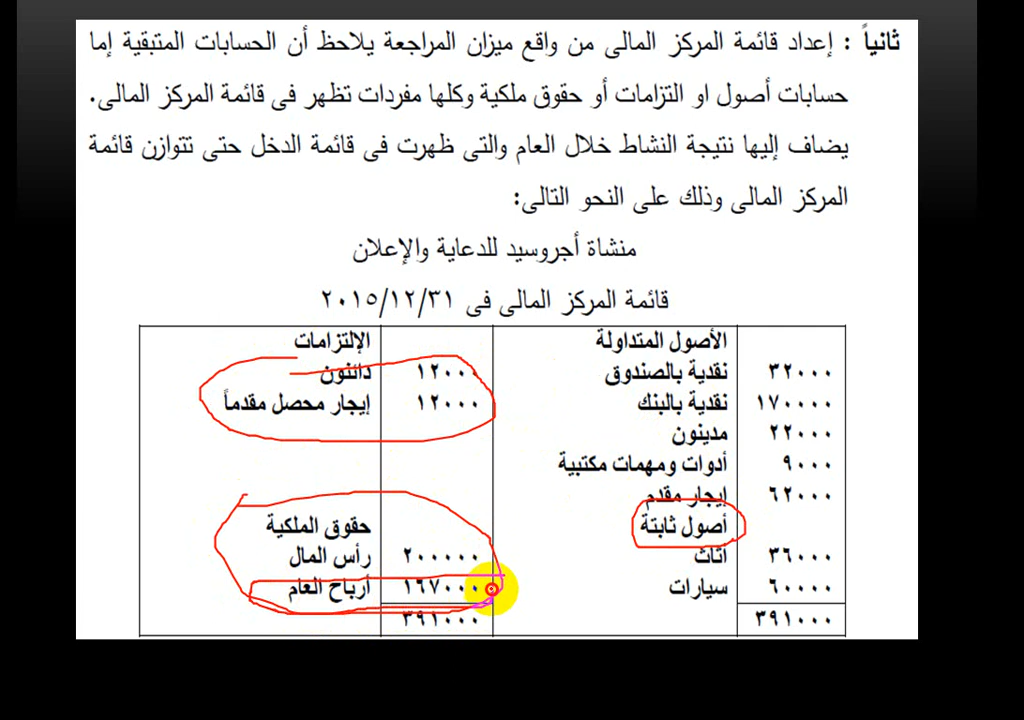 ثانياً : إعداد قائمة المركز المالى من واقع ميزان المراجعة يلاحظ أن الحسابات المتبقية إما
حسابات أصول او التزامات أو حقوق ملكية وكلها مفردات تظهر فى قائمة المركز المالى.
يضاف إليها نتيجة النشاط خلال العام والتى ظهرت فى قائمة الدخل حتى تتوازن قائمة
المركز المالى وذلك على النحو التالى:
منشاة أجروسيد للدعاية والإعلان
قائمة المركز المالى فى ٢٠١٥/١٢/٣١
الأصول المتداولة الإلتزامات
٣٢٠٠٠ نقدية بالصندوق ١٢٠٠٠ دائنون
١٧٠٠٠٠ نقدية بالبنك ١٢٠٠٠ إيجار محصل مقدماً
٢٢٠٠٠ مدينون
٩٠٠٠ أدوات ومهمات مكتبية
٦٢٠٠٠ إيجار مقدم
أصول ثابتة حقوق الملكية
٣٦٠٠٠ أثاث ٢٠٠٠٠٠ رأس المال
٦٠٠٠٠ سيارات ١٦٧٠٠٠ أرباح العام
٣٩١٠٠٠ ٣٩١٠٠٠